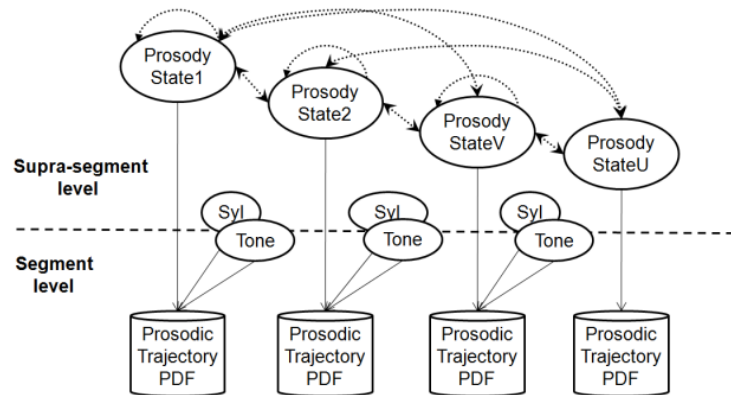 Prosody
State1
Prosody
State2
Prosody
StateV
Prosody
StateU
Supra-segment
level
Syl
Tone
Syl
Tone
Syl
Tone
Segment
level
Prosodic
Trajectory
PDF
Prosodic
Trajectory
PDF
Prosodic
Trajectory
PDF
Prosodic
Trajectory
PDF